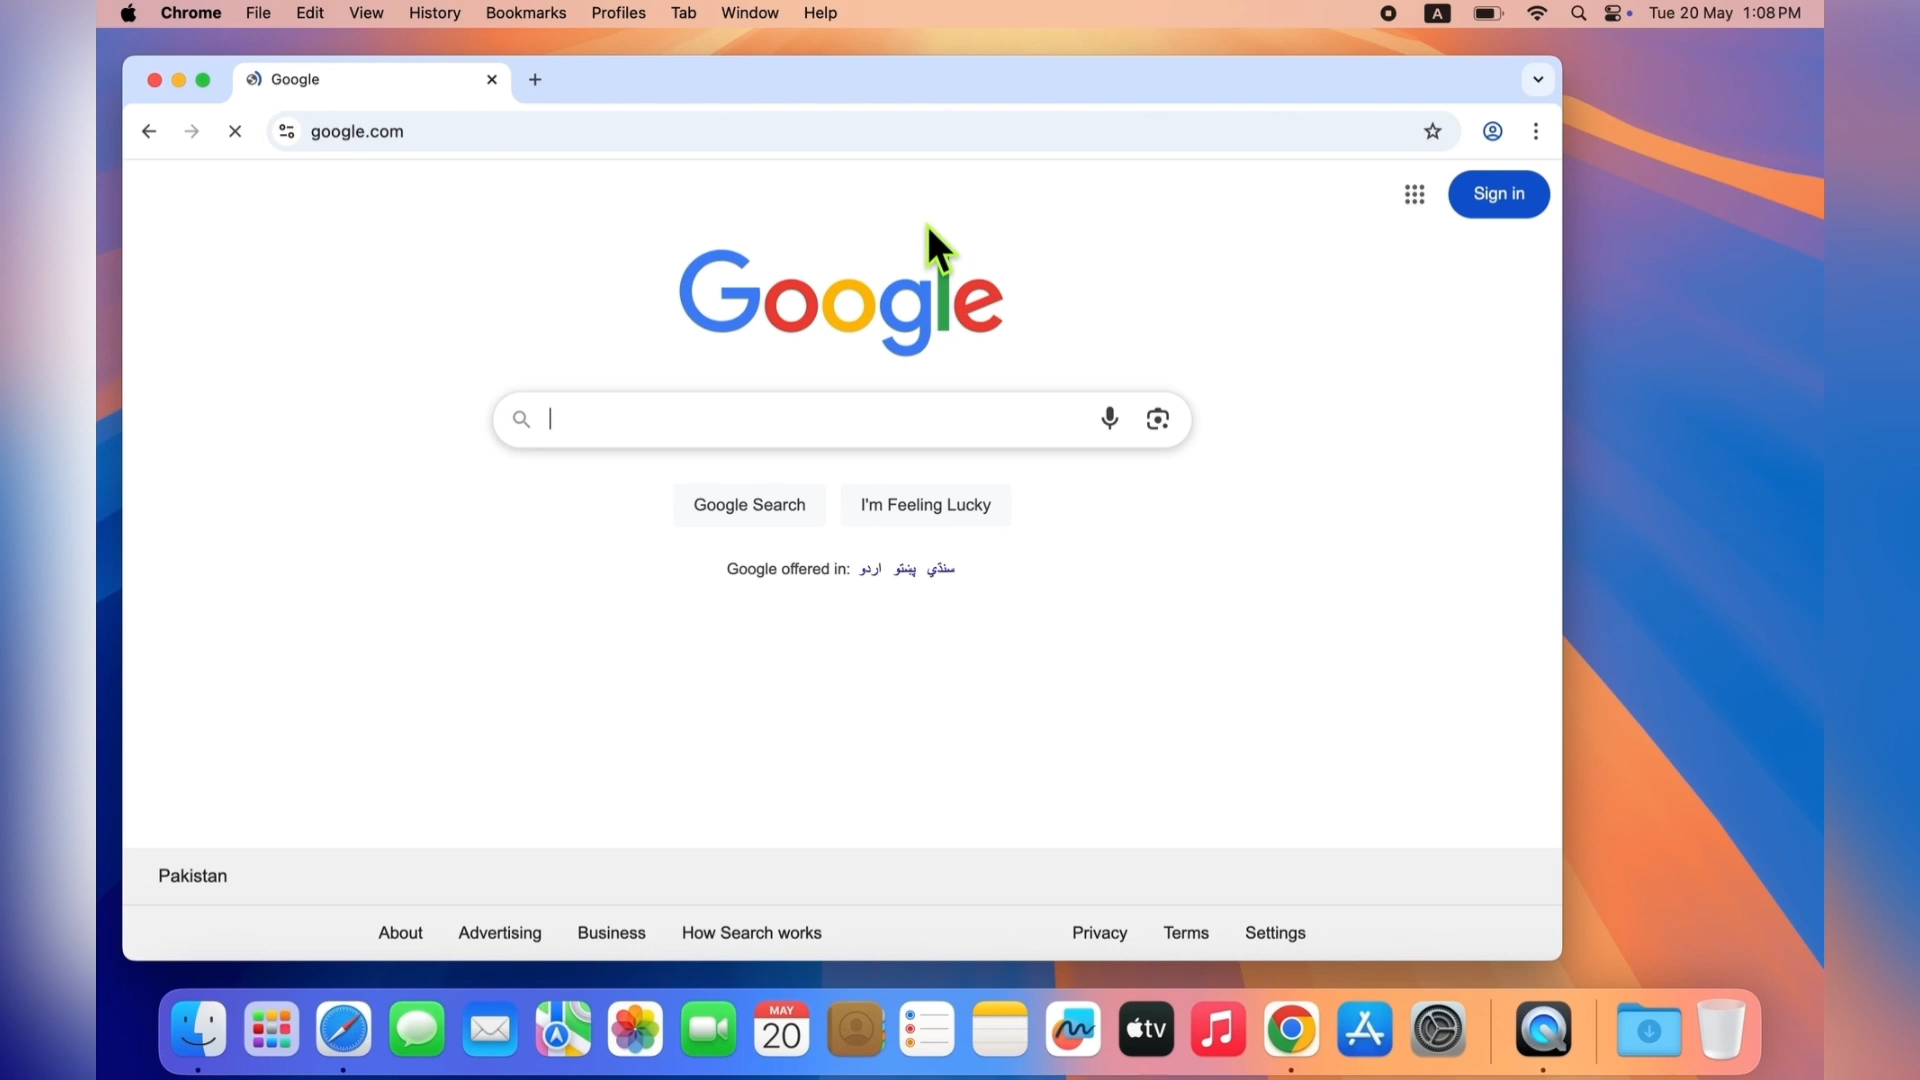 Chrome File Edit View History Bookmarks Profiles Tab Window Help A Tue 20 May 1:08 PM
Google
google.com
Sign in
Google
Google Search I'm Feeling Lucky
Google offered in: اردو پښتو سنڌي
Pakistan
About Advertising Business How Search works Privacy Terms Settings
MAY
20
tv